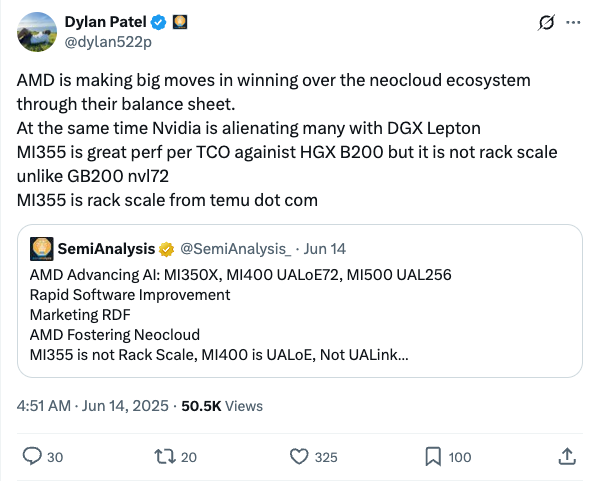 Dylan Patel
@dylan522p
AMD is making big moves in winning over the neocloud ecosystem
through their balance sheet.
At the same time Nvidia is alienating many with DGX Lepton
MI355 is great perf per TCO againist HGX B200 but it is not rack scale
unlike GB200 nvl72
MI355 is rack scale from temu dot com
SemiAnalysis @SemiAnalysis_ · Jun 14
AMD Advancing AI: MI350X, MI400 UALoE72, MI500 UAL256
Rapid Software Improvement
Marketing RDF
AMD Fostering Neocloud
MI355 is not Rack Scale, MI400 is UALoE, Not UALink...
4:51 AM · Jun 14, 2025 · 50.5K Views
30 20 325 100